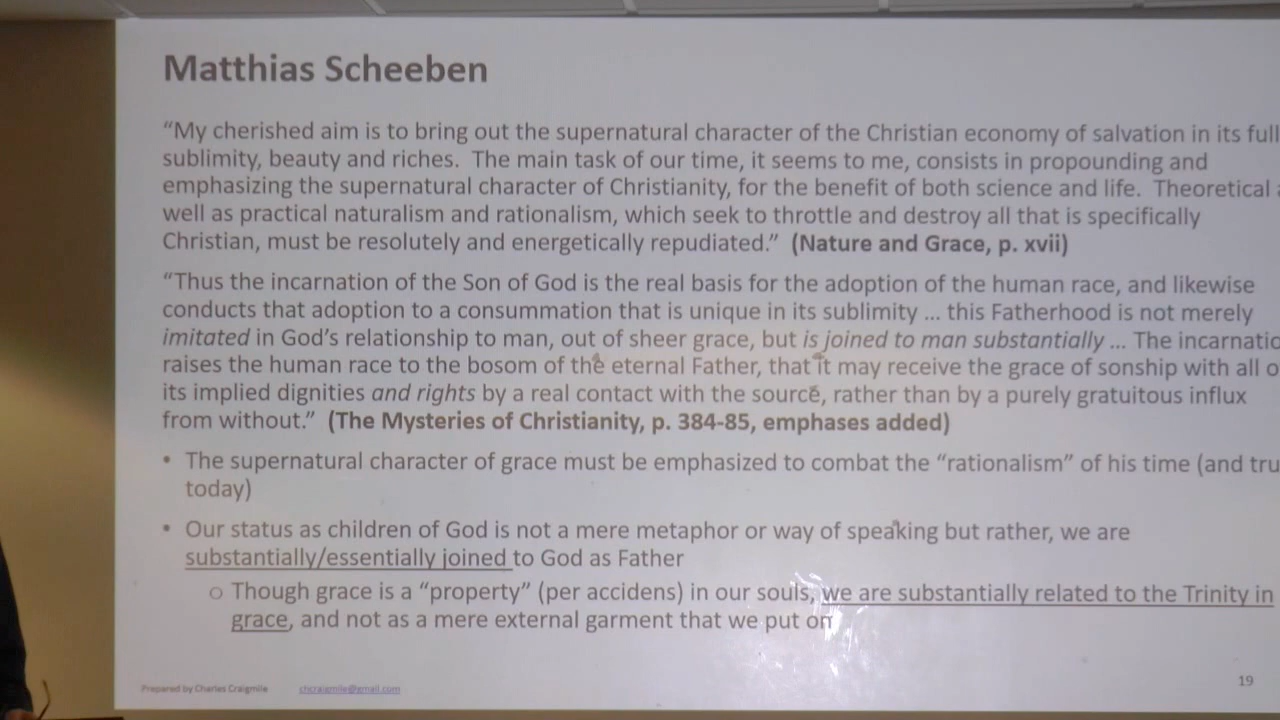 Matthias Scheeben
“My cherished aim is to bring out the supernatural character of the Christian economy of salvation in its full
sublimity, beauty and riches. The main task of our time, it seems to me, consists in propounding and
emphasizing the supernatural character of Christianity, for the benefit of both science and life. Theoretical
well as practical naturalism and rationalism, which seek to throttle and destroy all that is specifically
Christian, must be resolutely and energetically repudiated.” (Nature and Grace, p. xvii)
“Thus the incarnation of the Son of God is the real basis for the adoption of the human race, and likewise
conducts that adoption to a consummation that is unique in its sublimity ... this Fatherhood is not merely
imitated in God’s relationship to man, out of sheer grace, but is joined to man substantially ... The incarnatio
raises the human race to the bosom of the eternal Father, that it may receive the grace of sonship with all o
its implied dignities and rights by a real contact with the source, rather than by a purely gratuitous influx
from without.” (The Mysteries of Christianity, p. 384-85, emphases added)
• The supernatural character of grace must be emphasized to combat the “rationalism” of his time (and tru
today)
• Our status as children of God is not a mere metaphor or way of speaking but rather, we are
substantially/essentially joined to God as Father
o Though grace is a “property” (per accidens) in our souls, we are substantially related to the Trinity in
grace, and not as a mere external garment that we put on
Prepared by Charles Craigmile chcraigmile@gmail.com 19